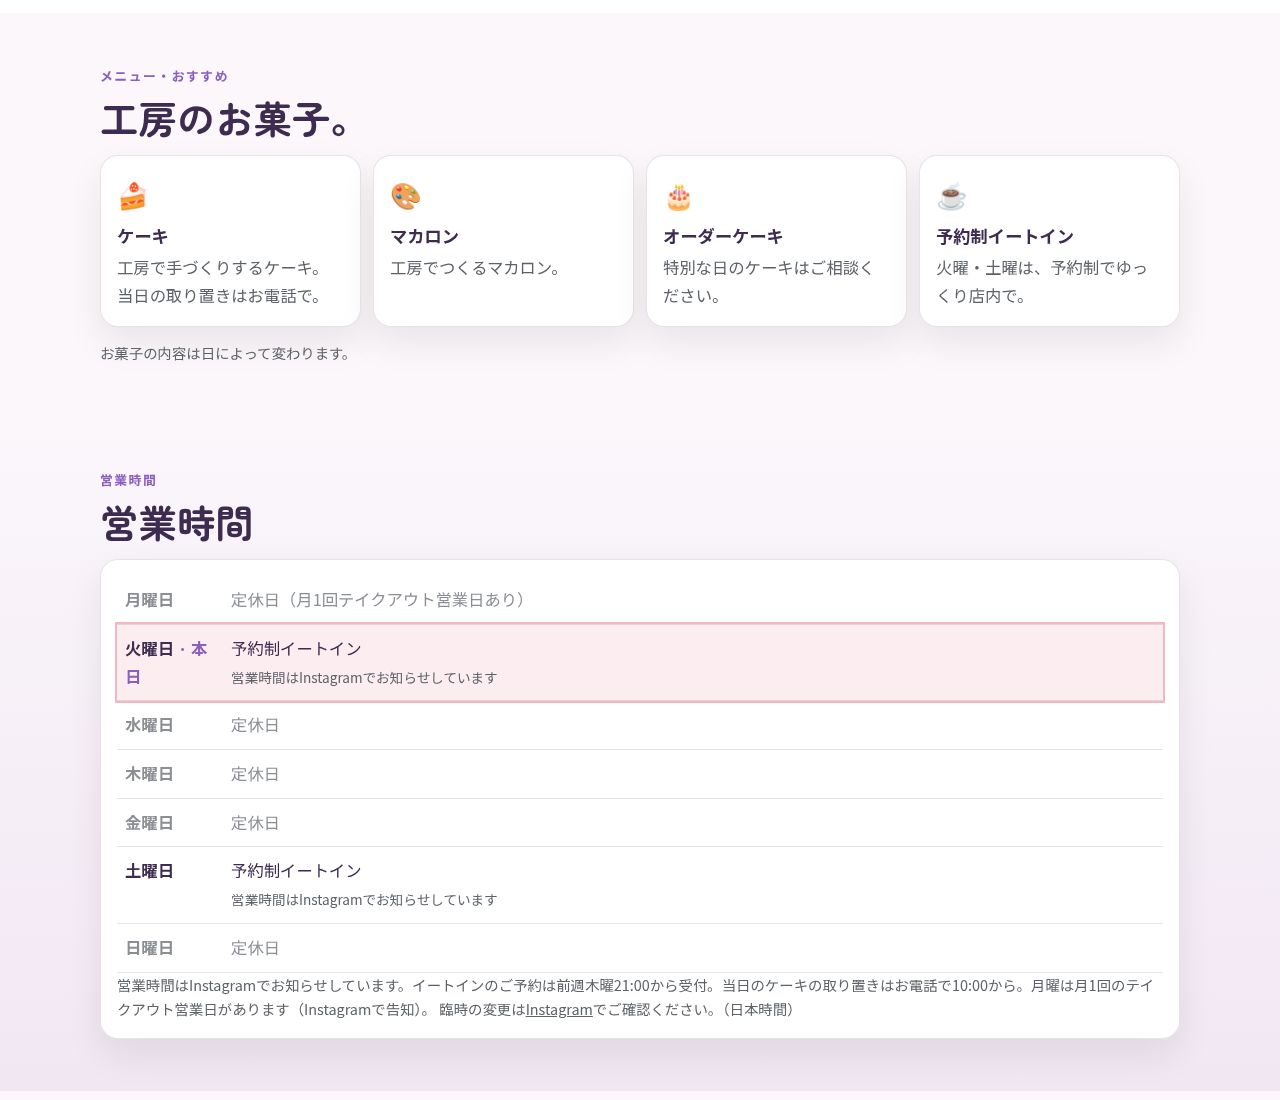 メニュー・おすすめ
工房のお菓子。
ケーキ
工房で手づくりするケーキ。
当日の取り置きはお電話で。
マカロン
工房でつくるマカロン。
オーダーケーキ
特別な日のケーキはご相談く
ださい。
予約制イートイン
火曜・土曜は、予約制でゆっ
くり店内で。
お菓子の内容は日によって変わります。
営業時間
営業時間
月曜日 定休日（月1回テイクアウト営業日あり）
火曜日 · 本日 予約制イートイン
営業時間はInstagramでお知らせしています
水曜日 定休日
木曜日 定休日
金曜日 定休日
土曜日 予約制イートイン
営業時間はInstagramでお知らせしています
日曜日 定休日
営業時間はInstagramでお知らせしています。イートインのご予約は前週木曜21:00から受付。当日のケーキの取り置きはお電話で10:00から。月曜は月1回のテイ
クアウト営業日があります（Instagramで告知）。 臨時の変更はInstagramでご確認ください。（日本時間）